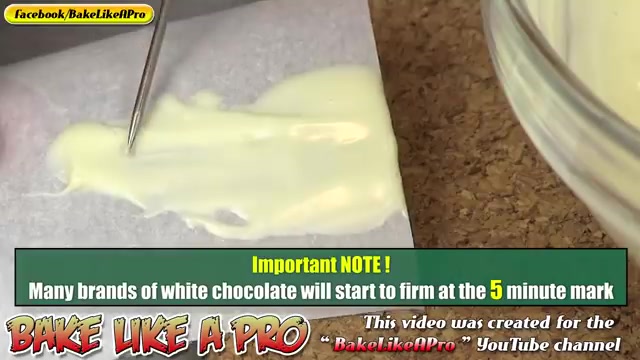 facebook/BakeLikeAPro
Important NOTE !
Many brands of white chocolate will start to firm at the 5 minute mark
BAKE LIKE A PRO
This video was created for the
“ BakeLikeAPro ” YouTube channel